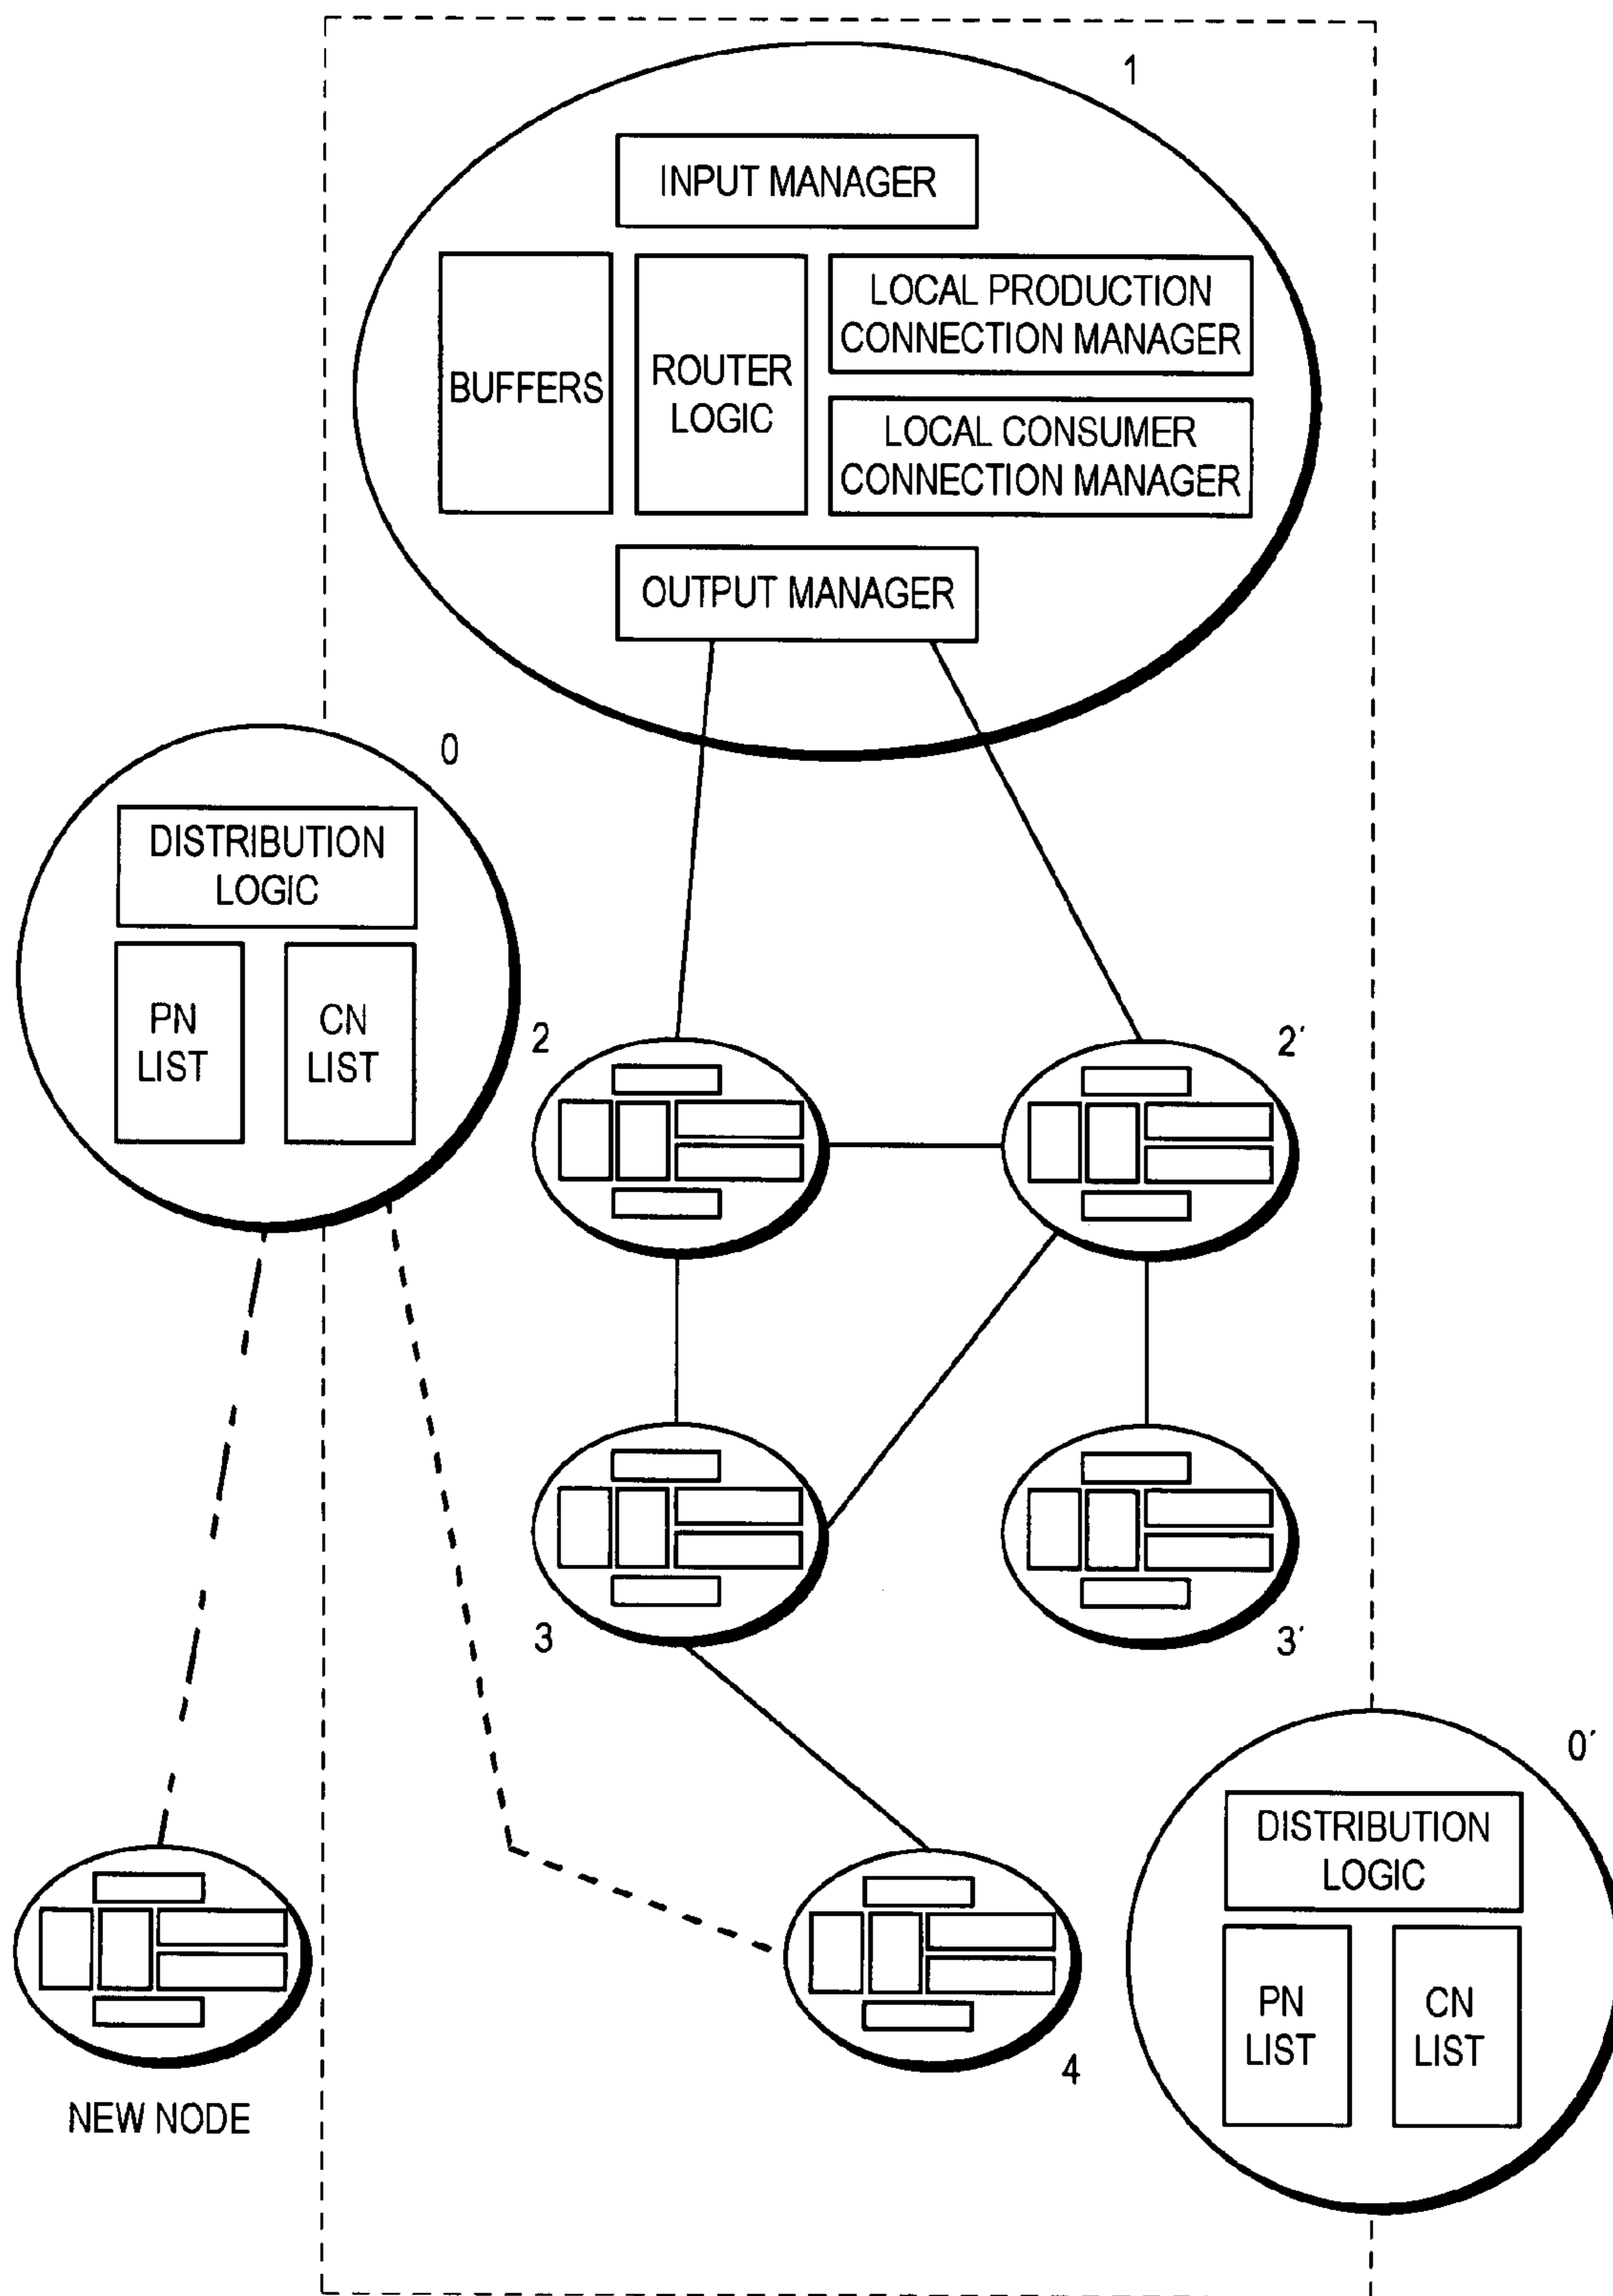 1
INPUT MANAGER
BUFFERS
ROUTER
LOGIC
LOCAL PRODUCTION
CONNECTION MANAGER
LOCAL CONSUMER
CONNECTION MANAGER
OUTPUT MANAGER
0
DISTRIBUTION
LOGIC
PN
LIST
CN
LIST
2
2'
3
3'
0'
DISTRIBUTION
LOGIC
PN
LIST
CN
LIST
4
NEW NODE